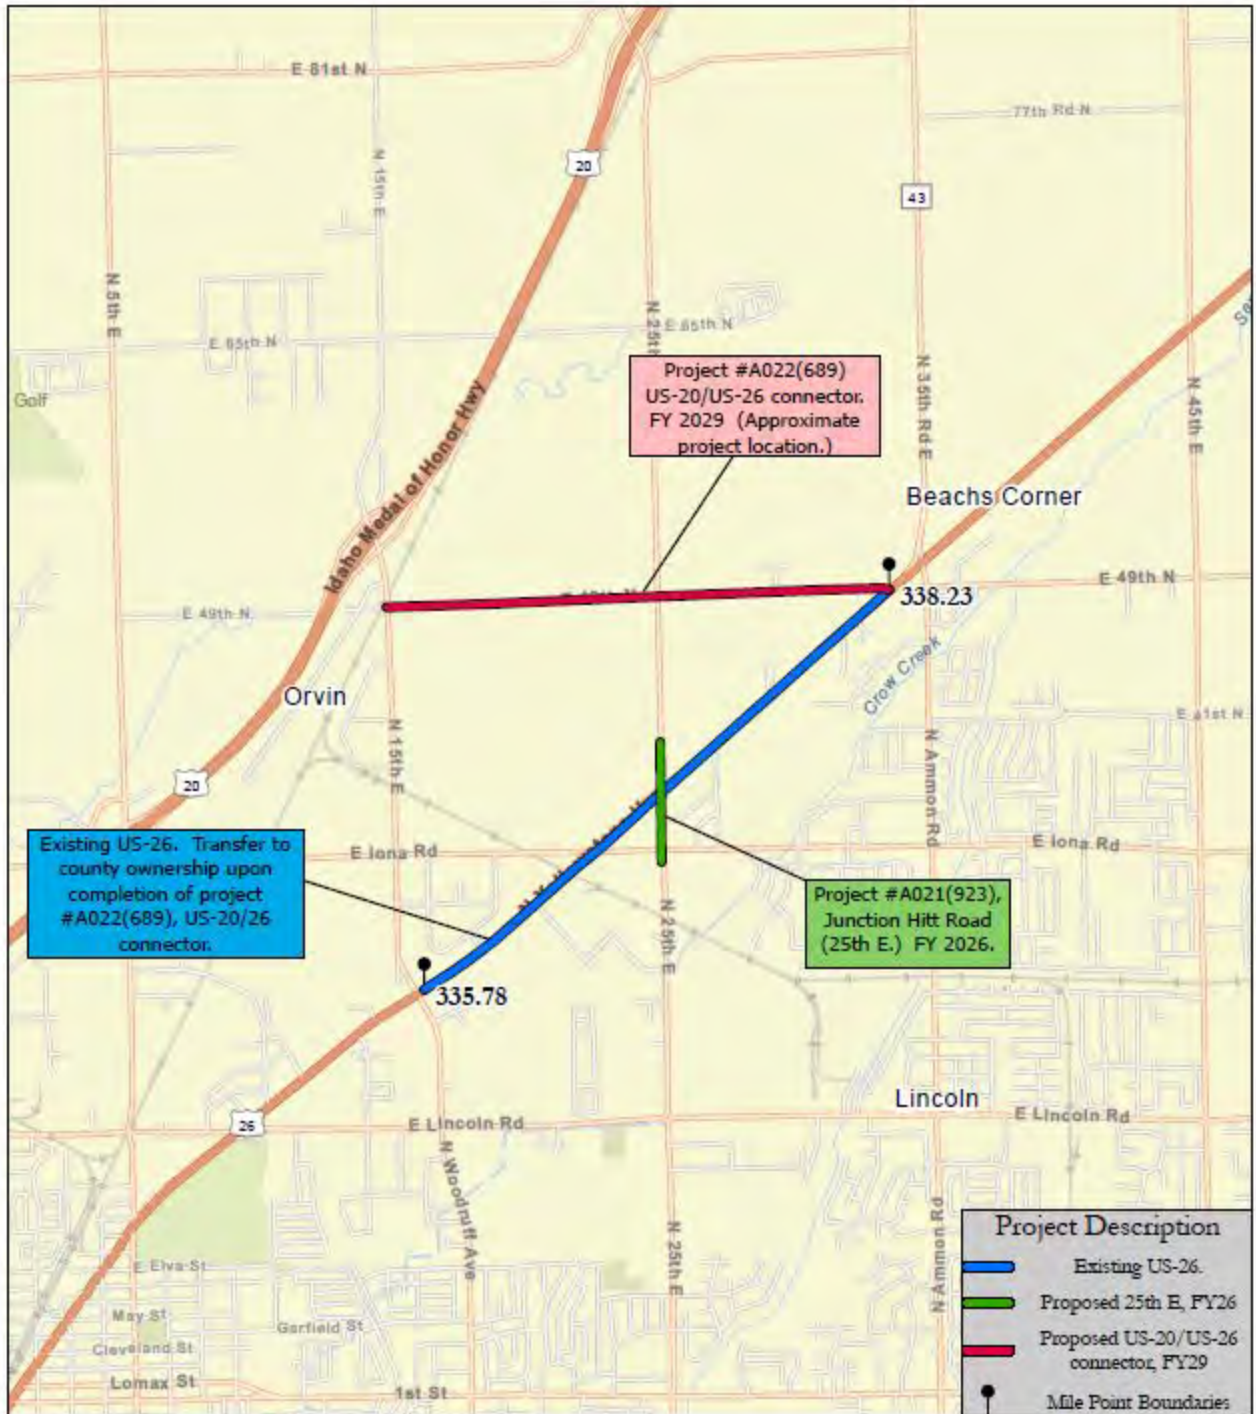 E 81st N
77th Rd N
20
N 15th E
43
N 5th E
N 25th
E 65th N
E 65th N
Golf
Project #A022(689)
US-20/US-26 connector.
FY 2029 (Approximate
project location.)
N 35th Rd E
N 45th E
Idaho Medal of Honor Hwy
Beachs Corner
E 49th N
338.23
E 49th N
Crow Creek
Orvin
E 41st N
N 15th E
N Ammon Rd
20
Existing US-26. Transfer to
county ownership upon
completion of project
#A022(689), US-20/26
connector.
E Iona Rd
E Iona Rd
Project #A021(923),
Junction Hitt Road
(25th E.) FY 2026.
N 25th E
335.78
Lincoln
26
E Lincoln Rd
E Lincoln Rd
N Woodruff Ave
N 25th E
N Ammon Rd
E Elva St
May St
Garfield St
Cleveland St
Lomax St
1st St
Project Description
Existing US-26.
Proposed 25th E, FY26
Proposed US-20/US-26
connector, FY29
Mile Point Boundaries